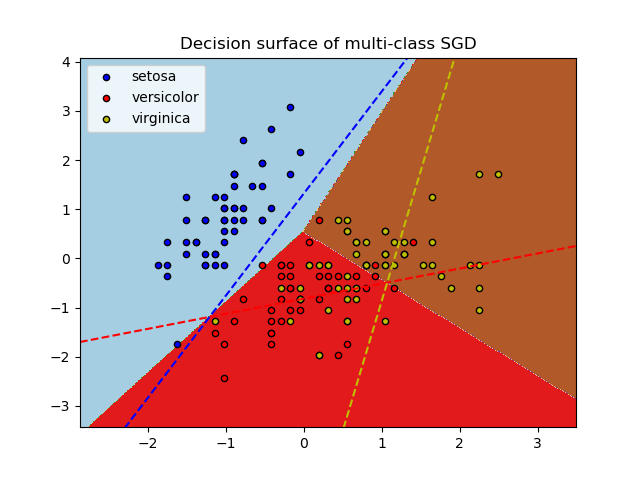 Decision surface of multi-class SGD
setosa
versicolor
virginica
4
3
2
1
0
−1
−2
−3
−2 −1 0 1 2 3